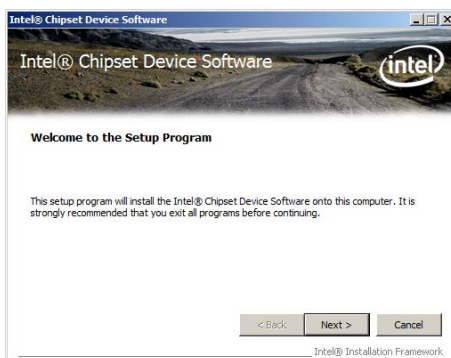 Intel® Chipset Device Software
Intel® Chipset Device Software
intel
Welcome to the Setup Program
This setup program will install the Intel® Chipset Device Software onto this computer. It is
strongly recommended that you exit all programs before continuing.
< Back Next > Cancel
Intel® Installation Framework